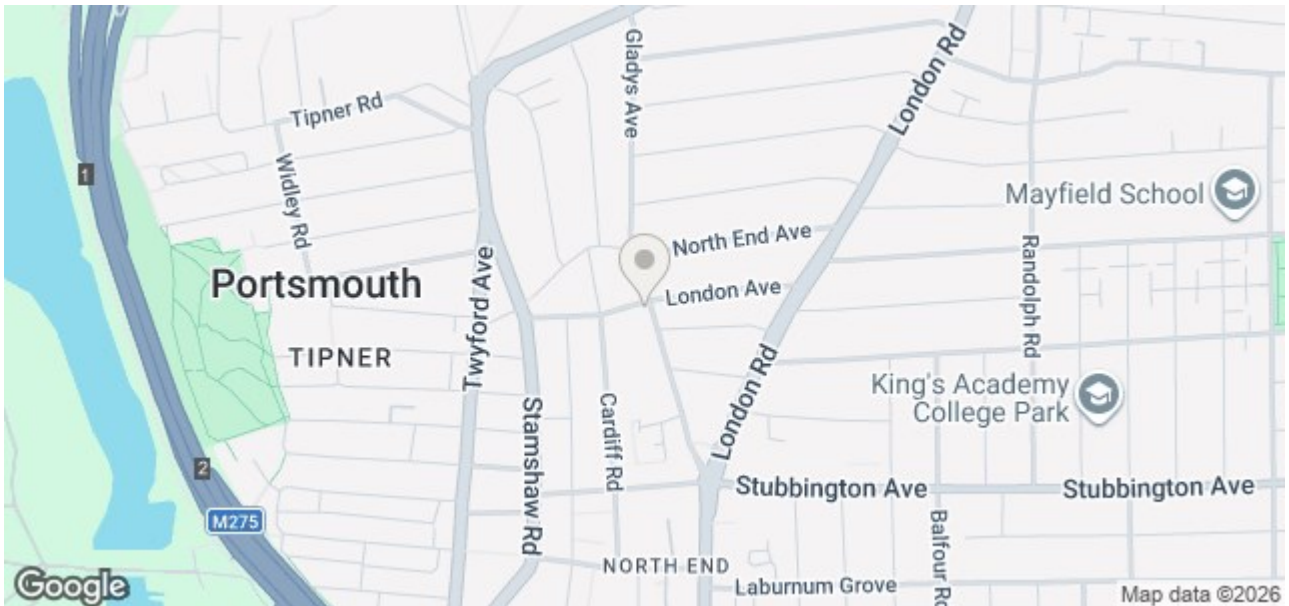 Gladys Ave
London Rd
Tipner Rd
1
Widley Rd
Mayfield School
North End Ave
Randolph Rd
Portsmouth
London Ave
Twyford Ave
TIPNER
London Rd
King's Academy
College Park
Cardiff Rd
Stamshaw Rd
2
Stubbington Ave
Stubbington Ave
M275
Balfour Rd
NORTH END
Laburnum Grove
Google
Map data ©2026